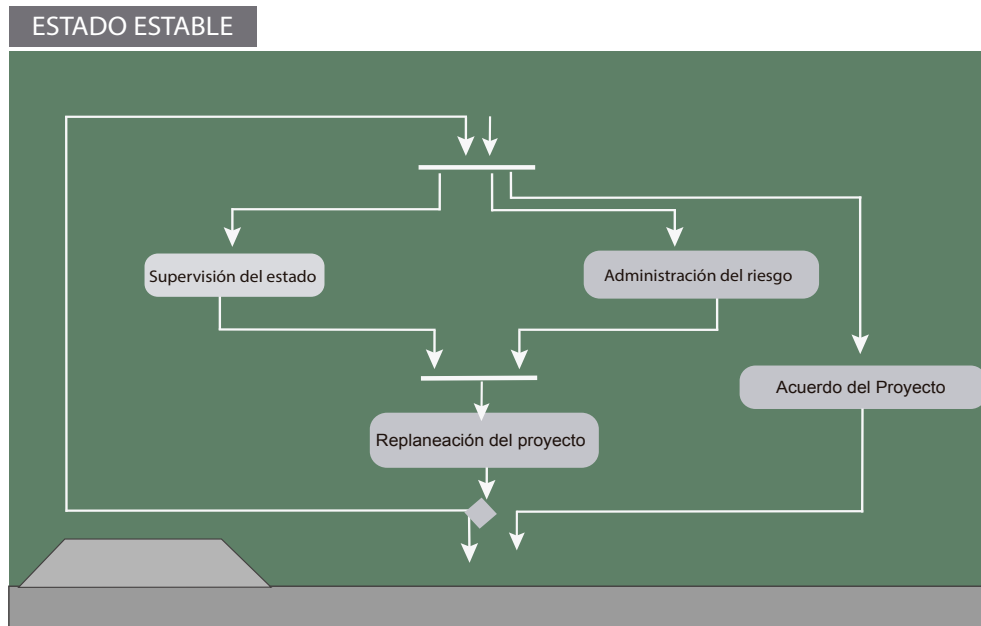 ESTADO ESTABLE
Supervisión del estado
Administración del riesgo
Acuerdo del Proyecto
Replaneación del proyecto